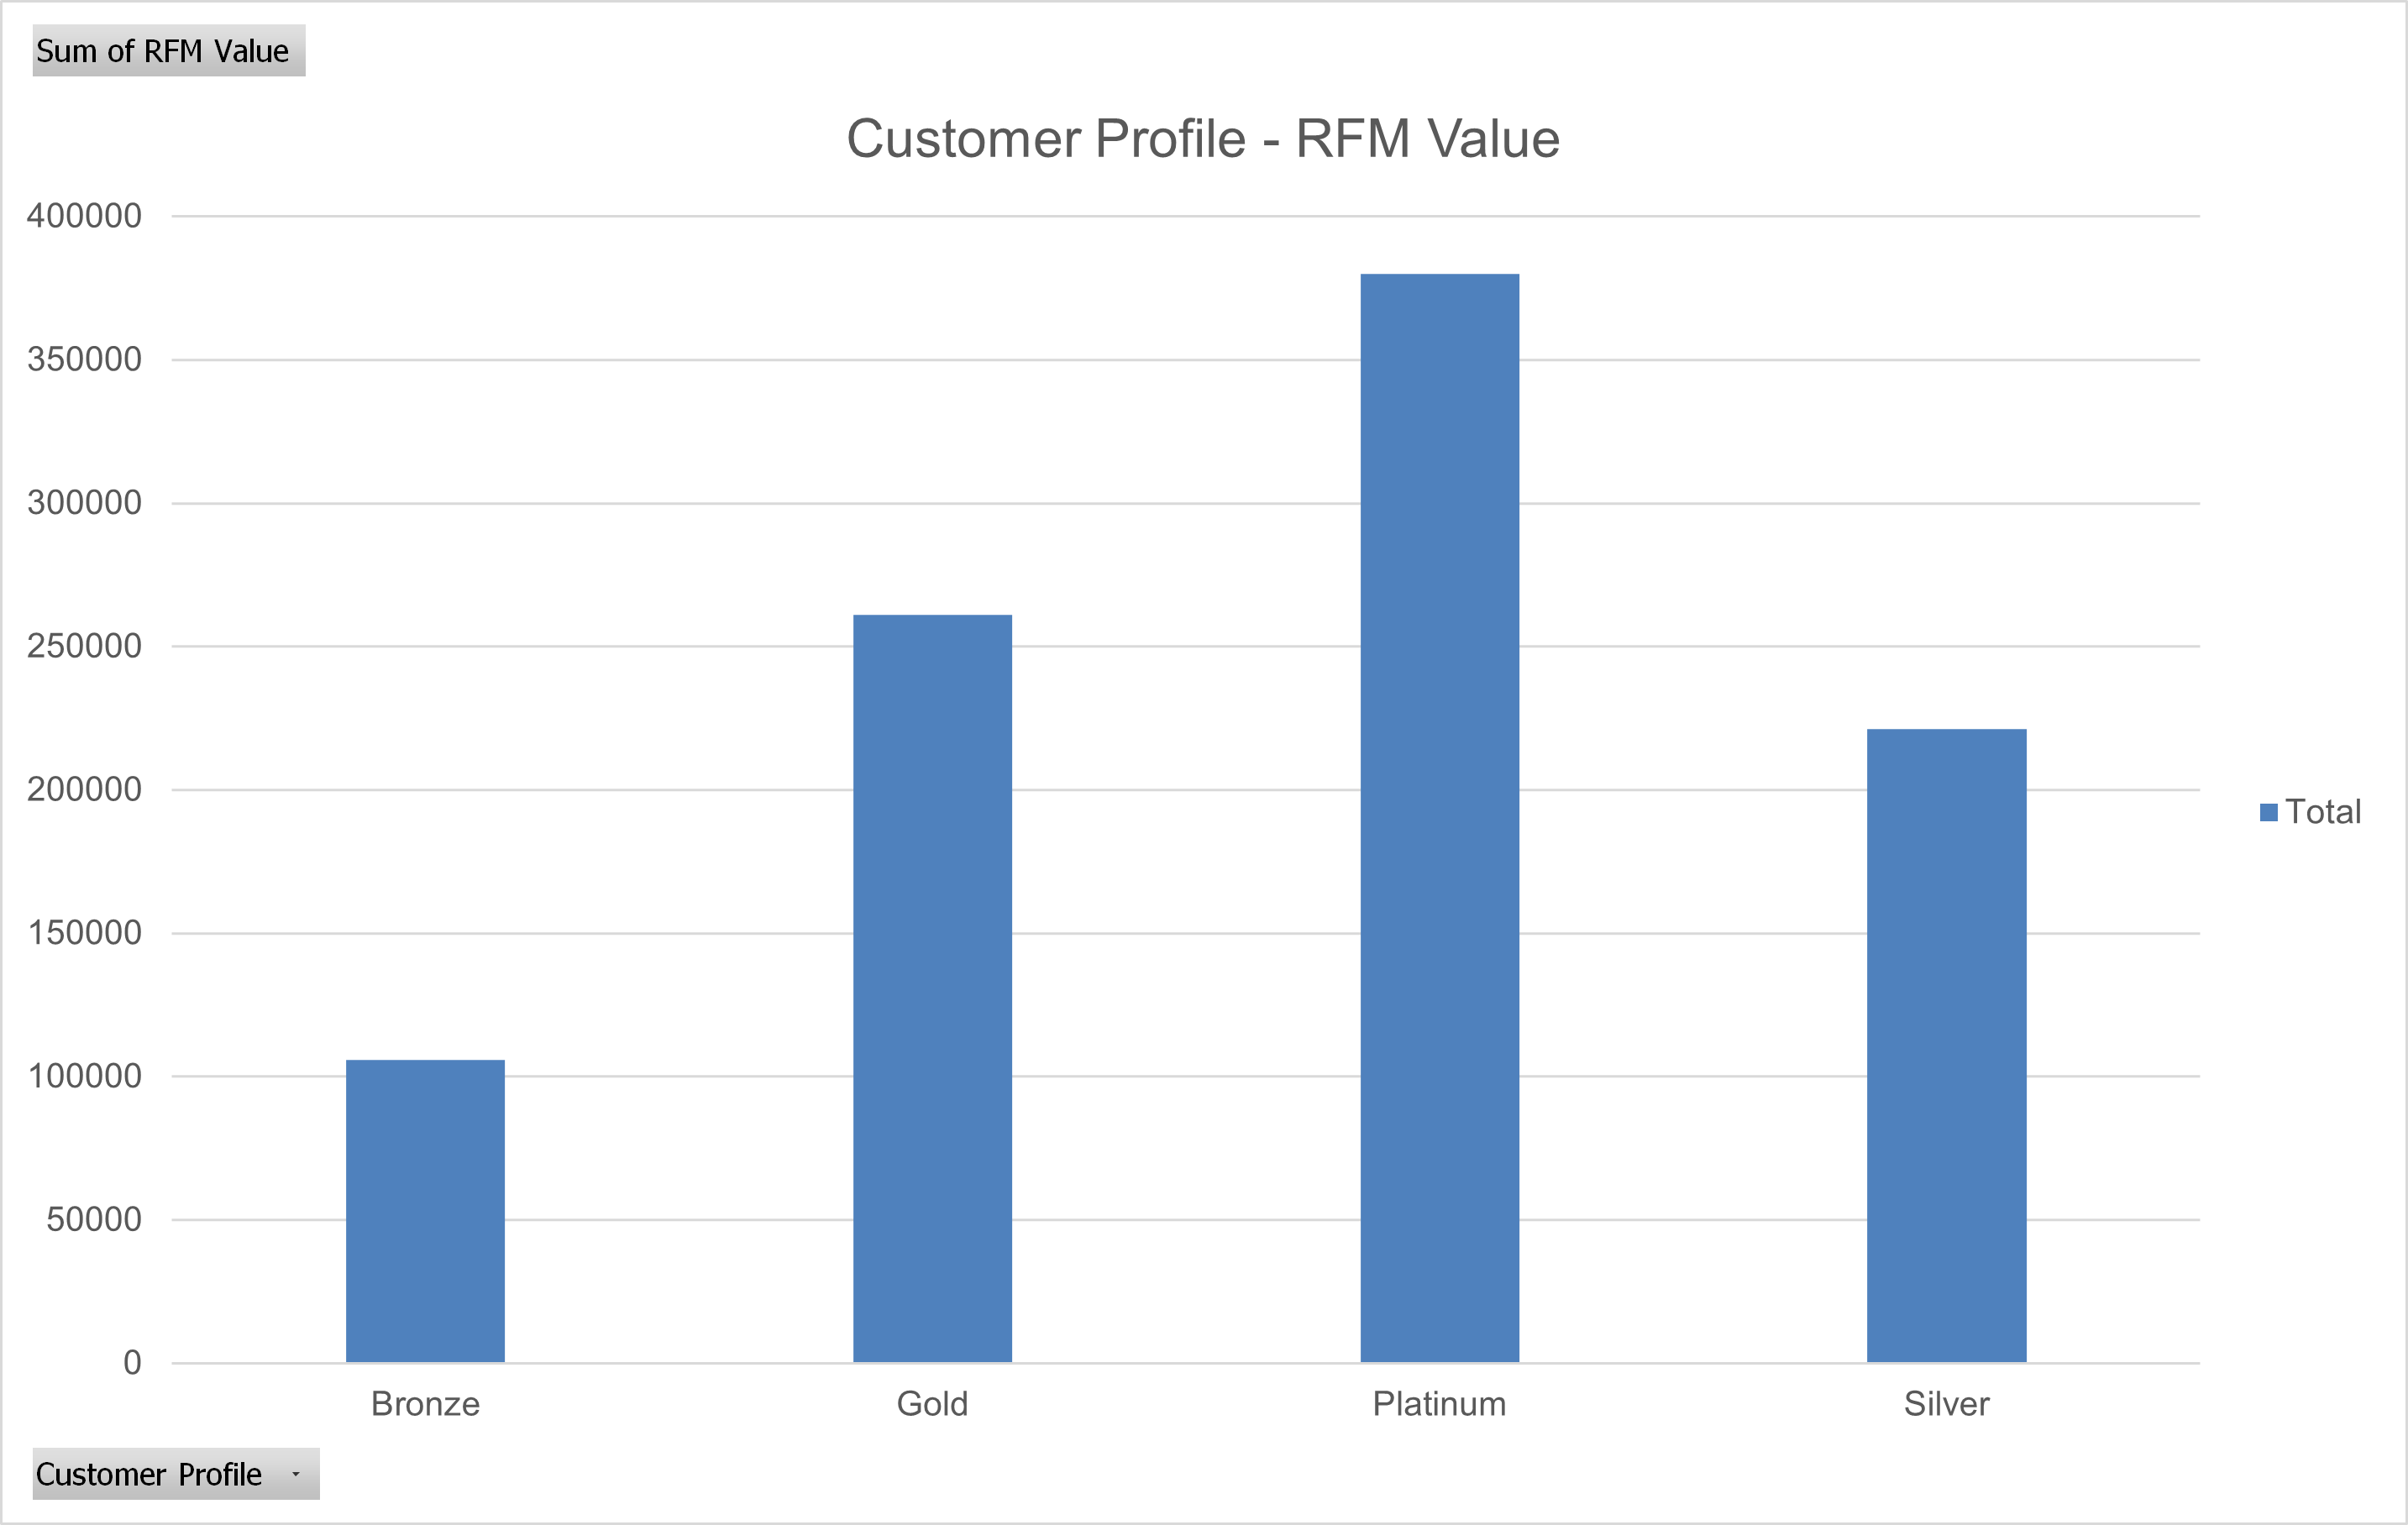 Sum of RFM Value
Customer Profile - RFM Value
400000
350000
300000
250000
200000
150000
100000
50000
0
Total
Bronze Gold Platinum Silver
Customer Profile